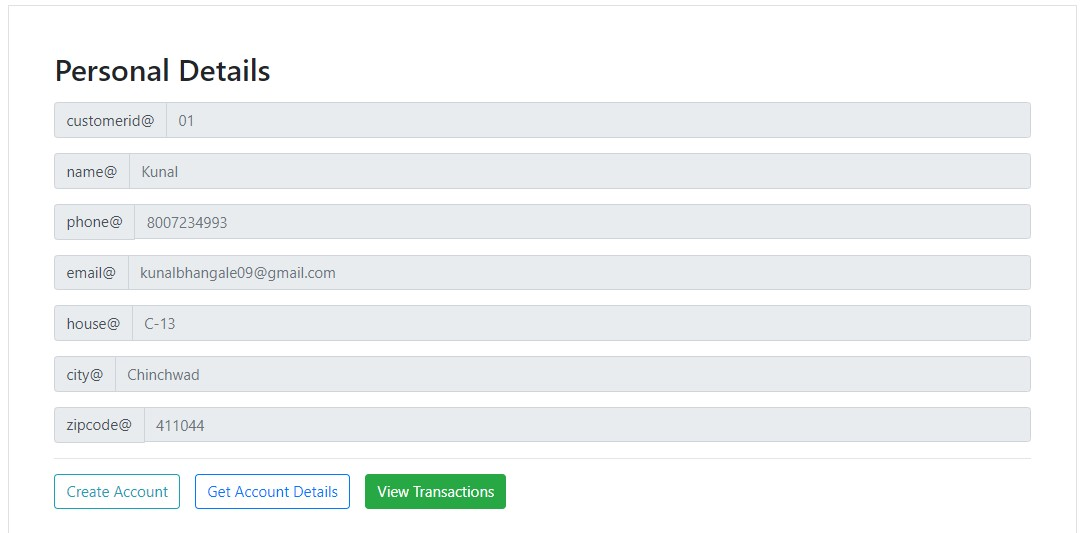 Personal Details
customerid@ 01
name@ Kunal
phone@ 8007234993
email@ kunalbhangale09@gmail.com
house@ C-13
city@ Chinchwad
zipcode@ 411044
Create Account Get Account Details View Transactions